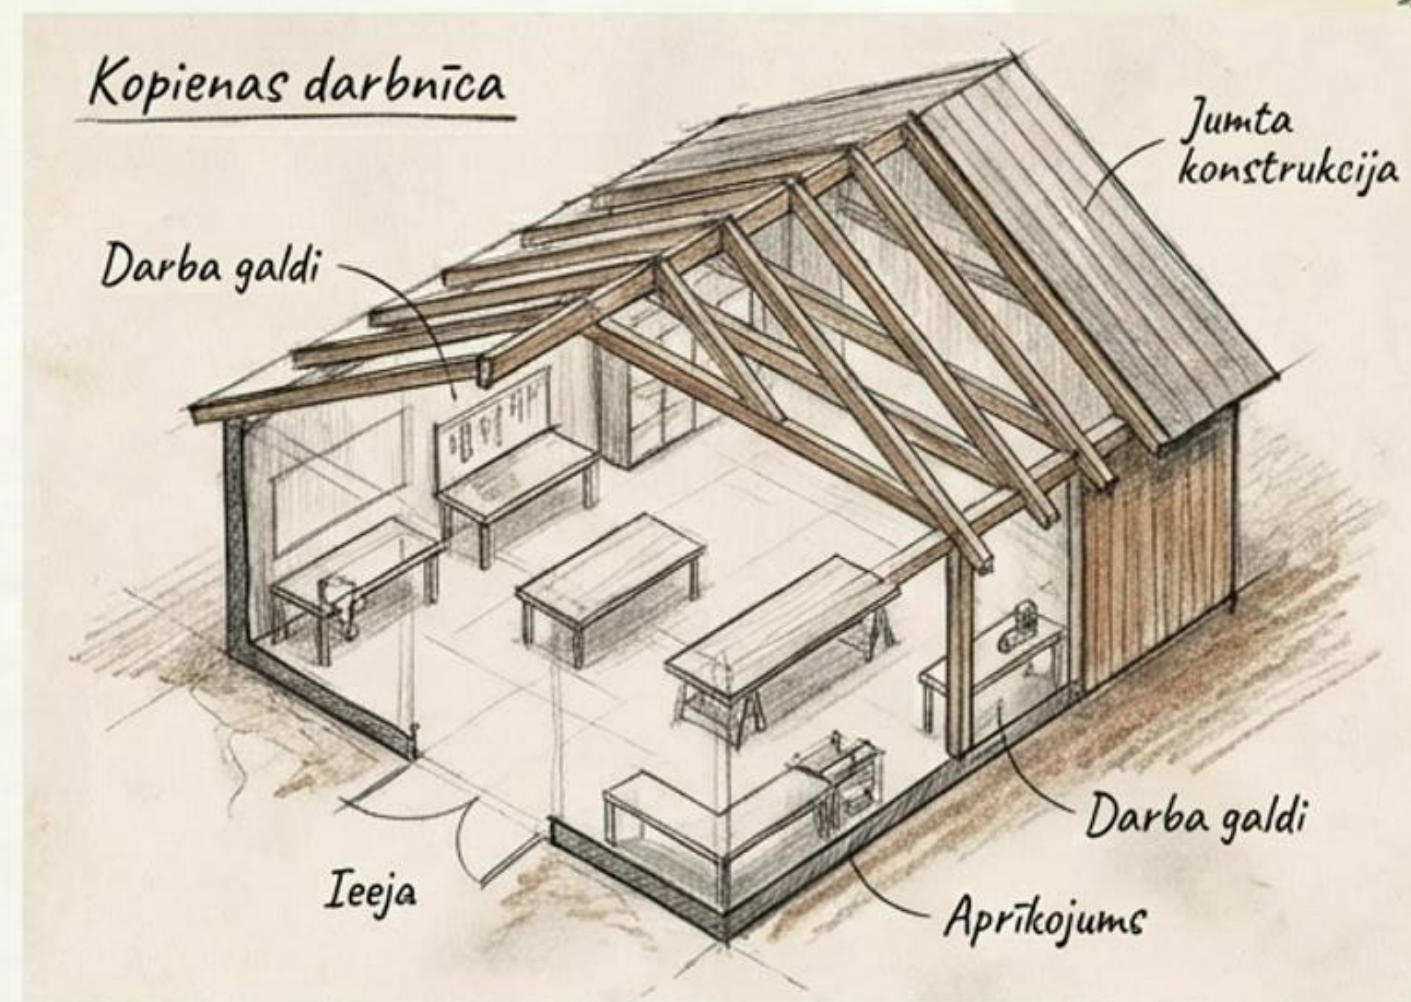 Kopienas darbnīca
Jumta
konstrukcija
Darba galdi
Darba galdi
Ieeja
Aprīkojums